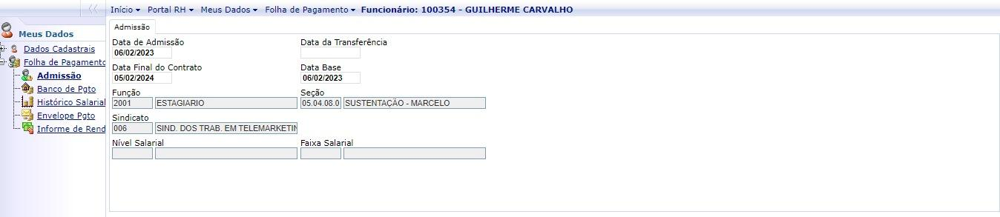 Início Portal RH Meus Dados Folha de Pagamento Funcionário: 100354 - GUILHERME CARVALHO
Meus Dados
Dados Cadastrais
Folha de Pagamento
Admissão
Banco de Pgto
Histórico Salarial
Envelope Pgto
Informe de Rend
Admissão
Data de Admissão Data da Transferência
06/02/2023
Data Final do Contrato Data Base
05/02/2024 06/02/2023
Função Seção
2001 ESTAGIARIO 05.04.08.0 SUSTENTAÇÃO - MARCELO
Sindicato
006 SIND. DOS TRAB. EM TELEMARKETIN
Nível Salarial Faixa Salarial